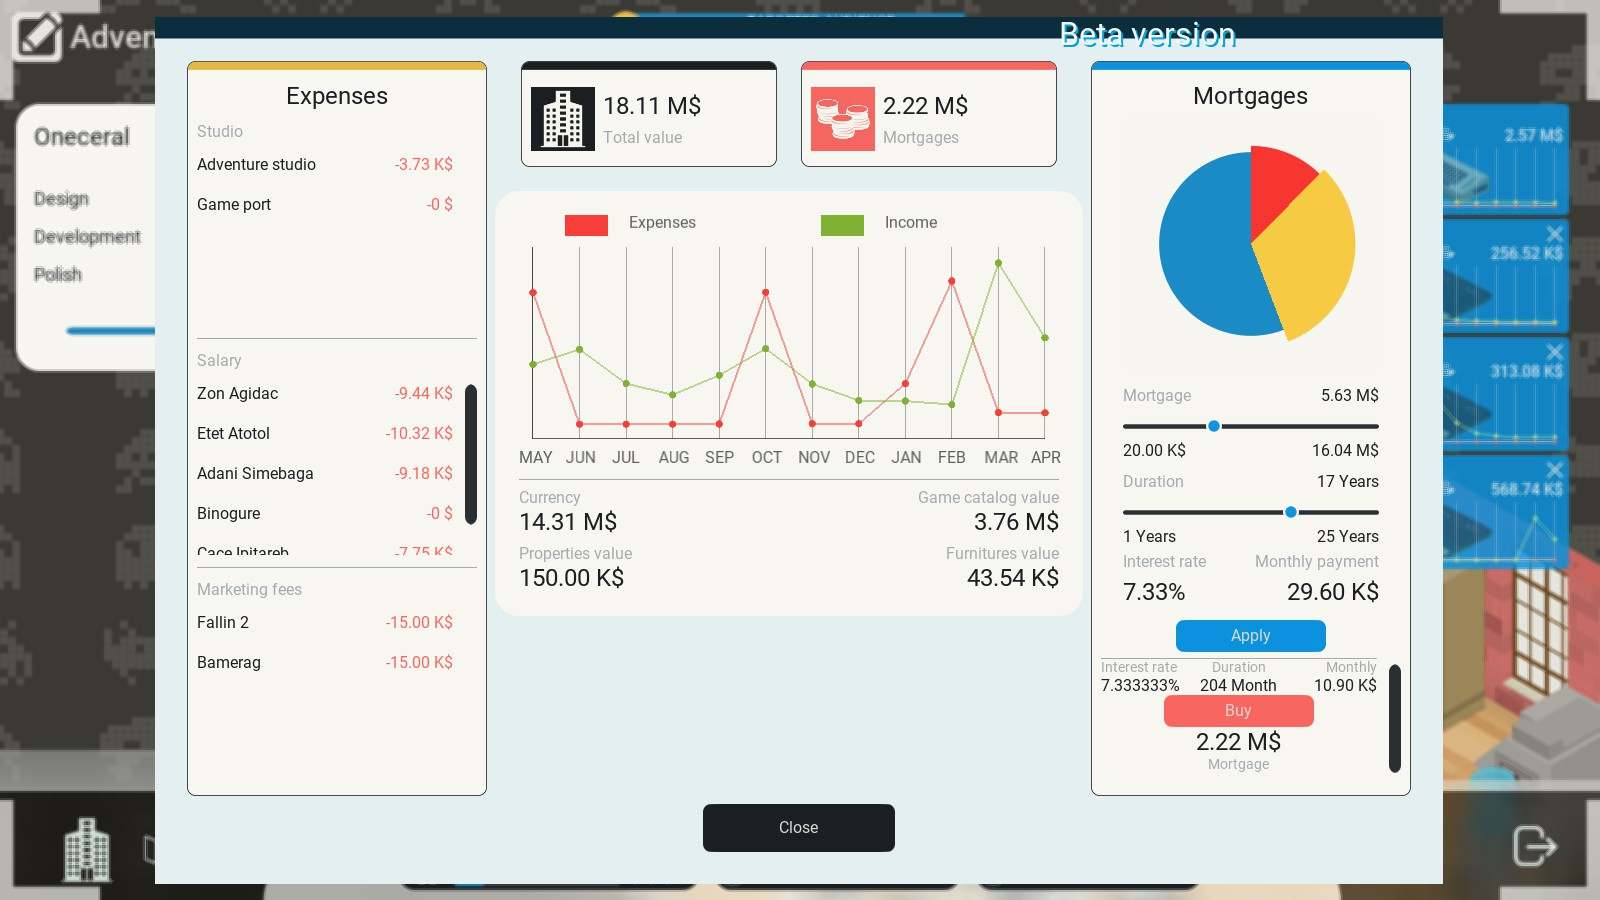 Beta version
Adven
Oneceral
Design
Development
Polish
Expenses
Studio
Adventure studio -3.73 K$
Game port -0 $
Salary
Zon Agidac -9.44 K$
Etet Atotol -10.32 K$
Adani Simebaga -9.18 K$
Binogure -0 $
Cace Initareb -7.75 K$
Marketing fees
Fallin 2 -15.00 K$
Bamerag -15.00 K$
18.11 M$
Total value
2.22 M$
Mortgages
Expenses Income
MAY JUN JUL AUG SEP OCT NOV DEC JAN FEB MAR APR
Currency Game catalog value
14.31 M$ 3.76 M$
Properties value Furnitures value
150.00 K$ 43.54 K$
Close
Mortgages
Mortgage 5.63 M$
20.00 K$ 16.04 M$
Duration 17 Years
1 Years 25 Years
Interest rate Monthly payment
7.33% 29.60 K$
Apply
Interest rate Duration Monthly
7.333333% 204 Month 10.90 K$
Buy
2.22 M$
Mortgage
2.57 M$
256.52 K$
313.08 K$
568.74 K$